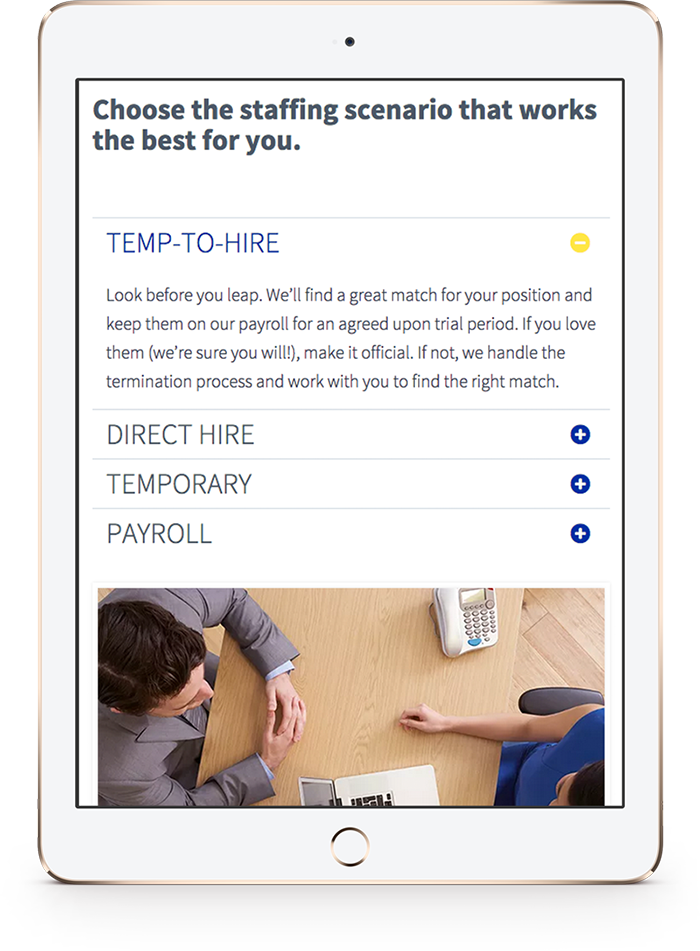 Choose the staffing scenario that works
the best for you.
TEMP-TO-HIRE
Look before you leap. We’ll find a great match for your position and
keep them on our payroll for an agreed upon trial period. If you love
them (we’re sure you will!), make it official. If not, we handle the
termination process and work with you to find the right match.
DIRECT HIRE
TEMPORARY
PAYROLL